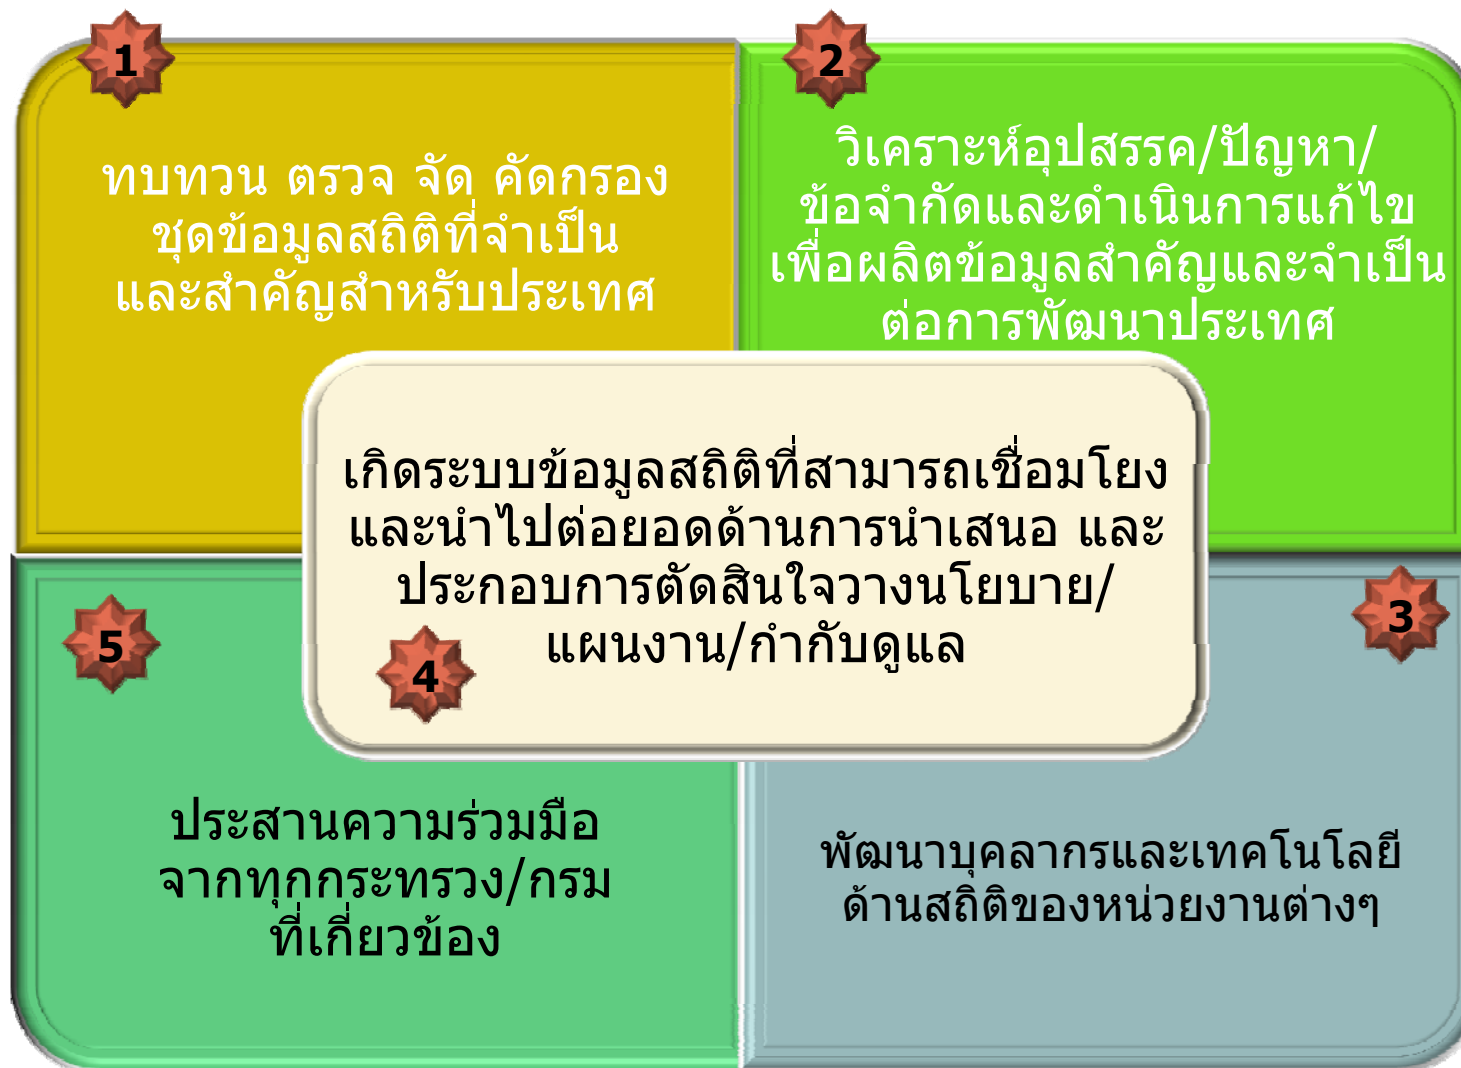 1
ทบทวน ตรวจ จัด คัดกรอง
ชุดข้อมูลสถิติที่จำเป็น
และสำคัญสำหรับประเทศ
2
วิเคราะห์อุปสรรค/ปัญหา/
ข้อจำกัดและดำเนินการแก้ไข
เพื่อผลิตข้อมูลสำคัญและจำเป็น
ต่อการพัฒนาประเทศ
เกิดระบบข้อมูลสถิติที่สามารถเชื่อมโยง
และนำไปต่อยอดด้านการนำเสนอ และ
ประกอบการตัดสินใจวางนโยบาย/
แผนงาน/กำกับดูแล
4
5
ประสานความร่วมมือ
จากทุกกระทรวง/กรม
ที่เกี่ยวข้อง
3
พัฒนาบุคลากรและเทคโนโลยี
ด้านสถิติของหน่วยงานต่างๆ